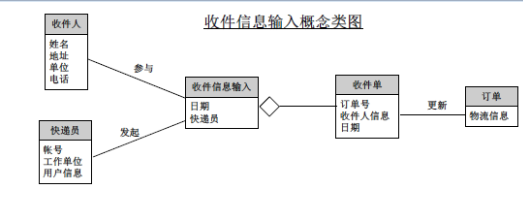 收件信息输入概念类图
收件人
姓名
地址
单位
电话
参与
收件信息输入
日期
快递员
快递员
帐号
工作单位
用户信息
发起
收件单
订单号
收件人信息
日期
更新
订单
物流信息